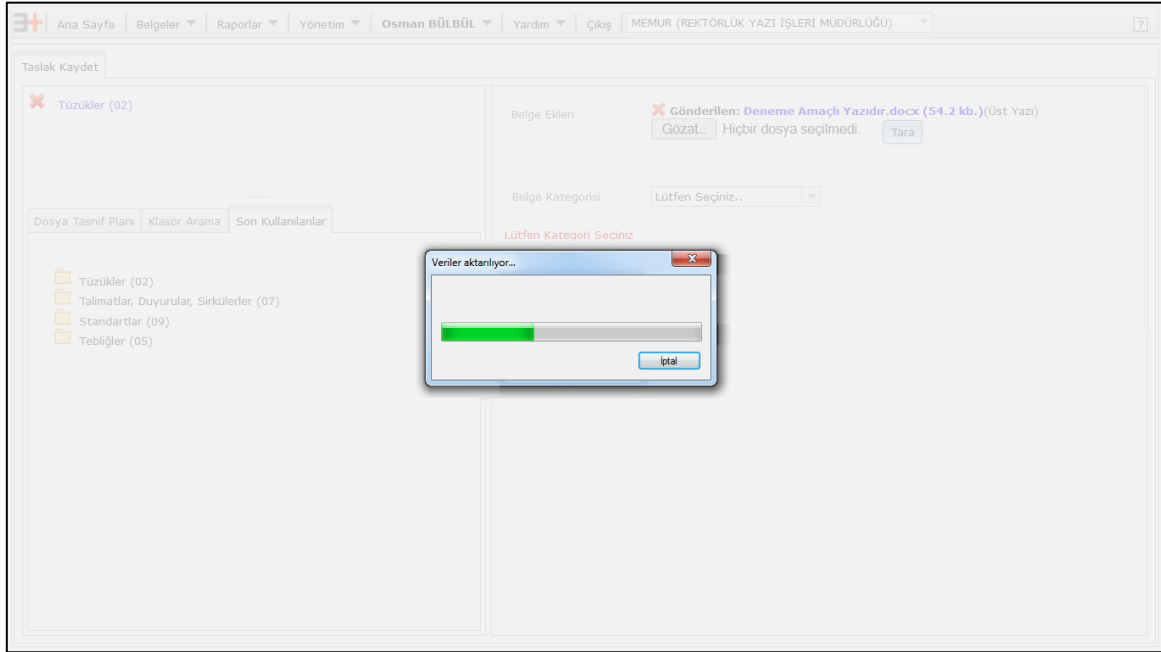 Ana Sayfa Belgeler Raporlar Yönetim Osman BÜLBÜL Yardım Çıkış MEMUR (REKTÖRLÜK YAZI İŞLERİ MÜDÜRLÜĞÜ) ?
Taslak Kaydet
Tüzükler (02)
Belge Ekleri
Gönderilen: Deneme Amaçlı Yazıdır.docx (54.2 kb.)(Üst Yazı)
Gözat.. Hiçbir dosya seçilmedi. Tara
Belge Kategorisi Lütfen Seçiniz..
Lütfen Kategori Seçiniz
Dosya Tasnif Planı Klasör Arama Son Kullanılanlar
Tüzükler (02)
Talimatlar, Duyurular, Sirkülerler (07)
Standartlar (09)
Tebliğler (05)
Veriler aktarılıyor...
İptal